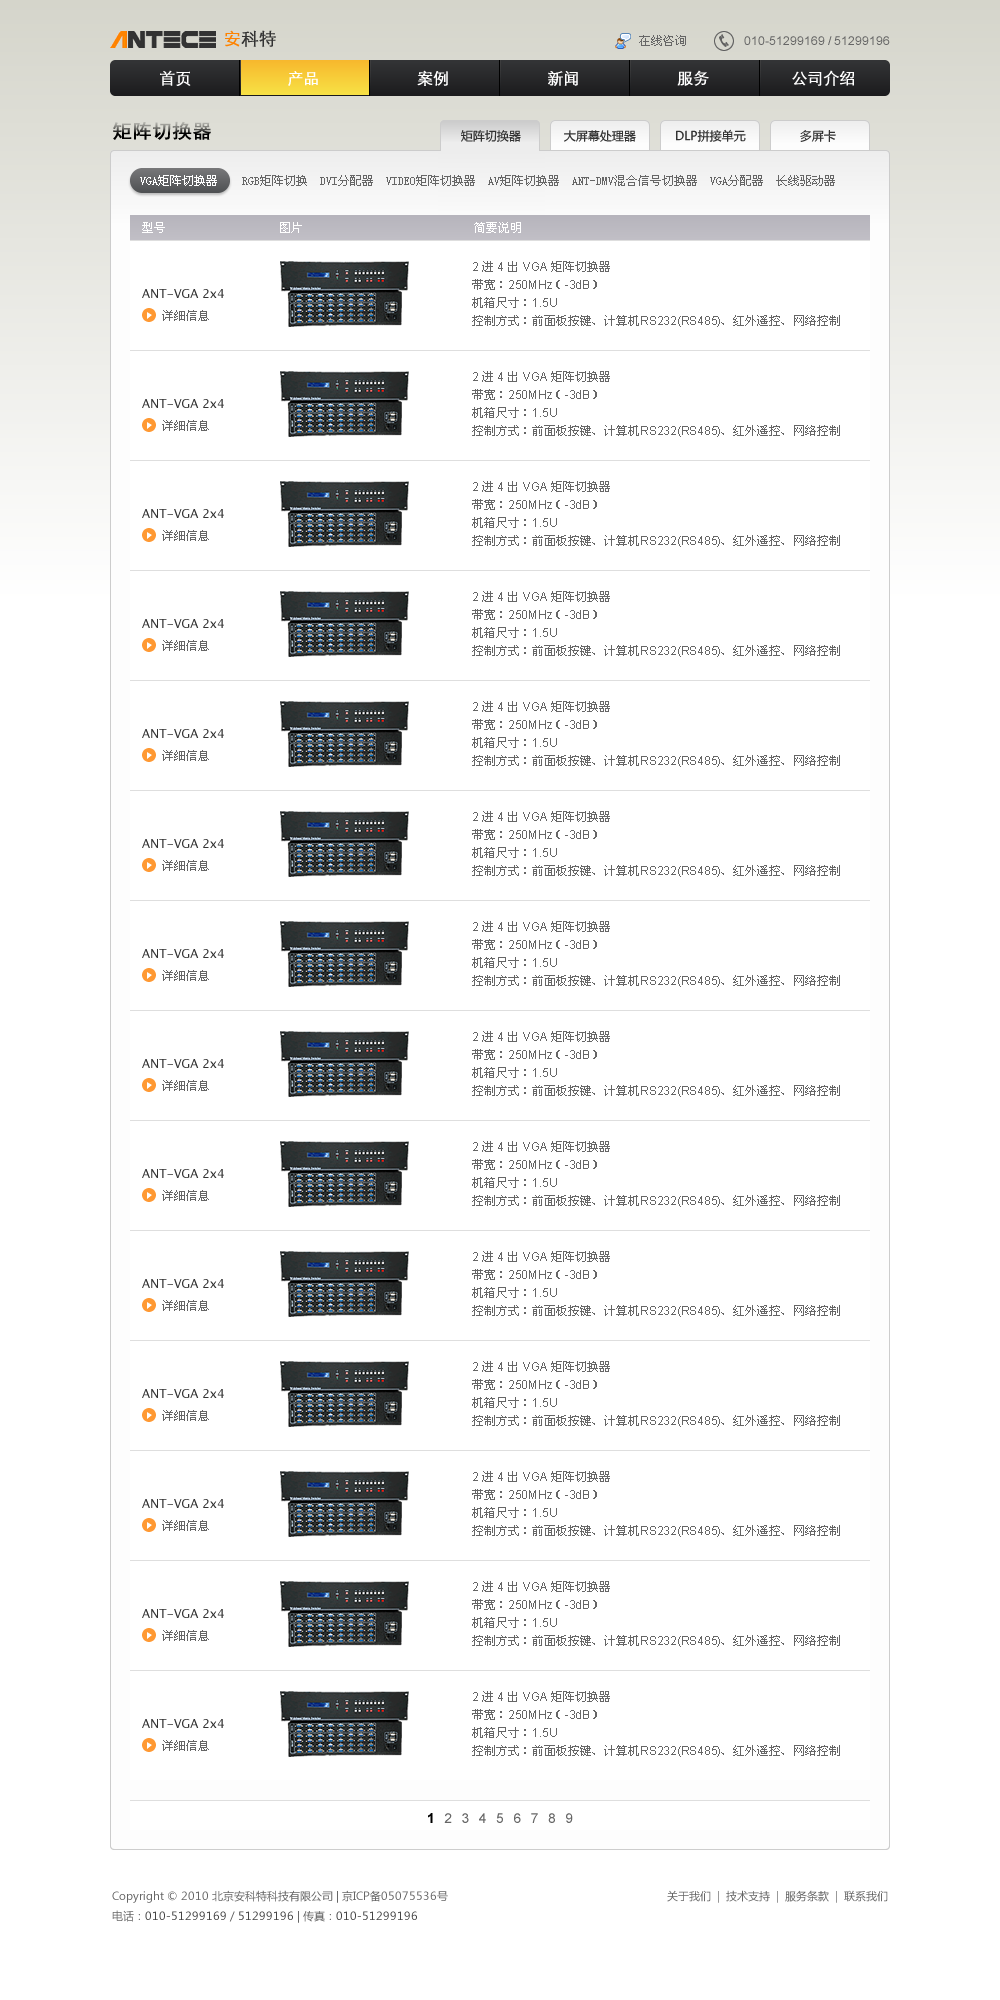 ANTECE 安科特
在线咨询 010-51299169 / 51299196
首页 产品 案例 新闻 服务 公司介绍
矩阵切换器
矩阵切换器 大屏幕处理器 DLP拼接单元 多屏卡
VGA矩阵切换器 RGB矩阵切换 DVI分配器 VIDEO矩阵切换器 AV矩阵切换器 ANT-DMV混合信号切换器 VGA分配器 长线驱动器
型号 图片 简要说明
ANT-VGA 2x4
详细信息
2 进 4 出 VGA 矩阵切换器
带宽：250MHz ( -3dB )
机箱尺寸：1.5U
控制方式：前面板按键、计算机RS232(RS485)、红外遥控、网络控制
ANT-VGA 2x4
详细信息
2 进 4 出 VGA 矩阵切换器
带宽：250MHz ( -3dB )
机箱尺寸：1.5U
控制方式：前面板按键、计算机RS232(RS485)、红外遥控、网络控制
ANT-VGA 2x4
详细信息
2 进 4 出 VGA 矩阵切换器
带宽：250MHz ( -3dB )
机箱尺寸：1.5U
控制方式：前面板按键、计算机RS232(RS485)、红外遥控、网络控制
ANT-VGA 2x4
详细信息
2 进 4 出 VGA 矩阵切换器
带宽：250MHz ( -3dB )
机箱尺寸：1.5U
控制方式：前面板按键、计算机RS232(RS485)、红外遥控、网络控制
ANT-VGA 2x4
详细信息
2 进 4 出 VGA 矩阵切换器
带宽：250MHz ( -3dB )
机箱尺寸：1.5U
控制方式：前面板按键、计算机RS232(RS485)、红外遥控、网络控制
ANT-VGA 2x4
详细信息
2 进 4 出 VGA 矩阵切换器
带宽：250MHz ( -3dB )
机箱尺寸：1.5U
控制方式：前面板按键、计算机RS232(RS485)、红外遥控、网络控制
ANT-VGA 2x4
详细信息
2 进 4 出 VGA 矩阵切换器
带宽：250MHz ( -3dB )
机箱尺寸：1.5U
控制方式：前面板按键、计算机RS232(RS485)、红外遥控、网络控制
ANT-VGA 2x4
详细信息
2 进 4 出 VGA 矩阵切换器
带宽：250MHz ( -3dB )
机箱尺寸：1.5U
控制方式：前面板按键、计算机RS232(RS485)、红外遥控、网络控制
ANT-VGA 2x4
详细信息
2 进 4 出 VGA 矩阵切换器
带宽：250MHz ( -3dB )
机箱尺寸：1.5U
控制方式：前面板按键、计算机RS232(RS485)、红外遥控、网络控制
ANT-VGA 2x4
详细信息
2 进 4 出 VGA 矩阵切换器
带宽：250MHz ( -3dB )
机箱尺寸：1.5U
控制方式：前面板按键、计算机RS232(RS485)、红外遥控、网络控制
ANT-VGA 2x4
详细信息
2 进 4 出 VGA 矩阵切换器
带宽：250MHz ( -3dB )
机箱尺寸：1.5U
控制方式：前面板按键、计算机RS232(RS485)、红外遥控、网络控制
ANT-VGA 2x4
详细信息
2 进 4 出 VGA 矩阵切换器
带宽：250MHz ( -3dB )
机箱尺寸：1.5U
控制方式：前面板按键、计算机RS232(RS485)、红外遥控、网络控制
ANT-VGA 2x4
详细信息
2 进 4 出 VGA 矩阵切换器
带宽：250MHz ( -3dB )
机箱尺寸：1.5U
控制方式：前面板按键、计算机RS232(RS485)、红外遥控、网络控制
ANT-VGA 2x4
详细信息
2 进 4 出 VGA 矩阵切换器
带宽：250MHz ( -3dB )
机箱尺寸：1.5U
控制方式：前面板按键、计算机RS232(RS485)、红外遥控、网络控制
1 2 3 4 5 6 7 8 9
Copyright © 2010 北京安科特科技有限公司 | 京ICP备05075536号
关于我们 | 技术支持 | 服务条款 | 联系我们
电话：010-51299169 / 51299196 | 传真：010-51299196